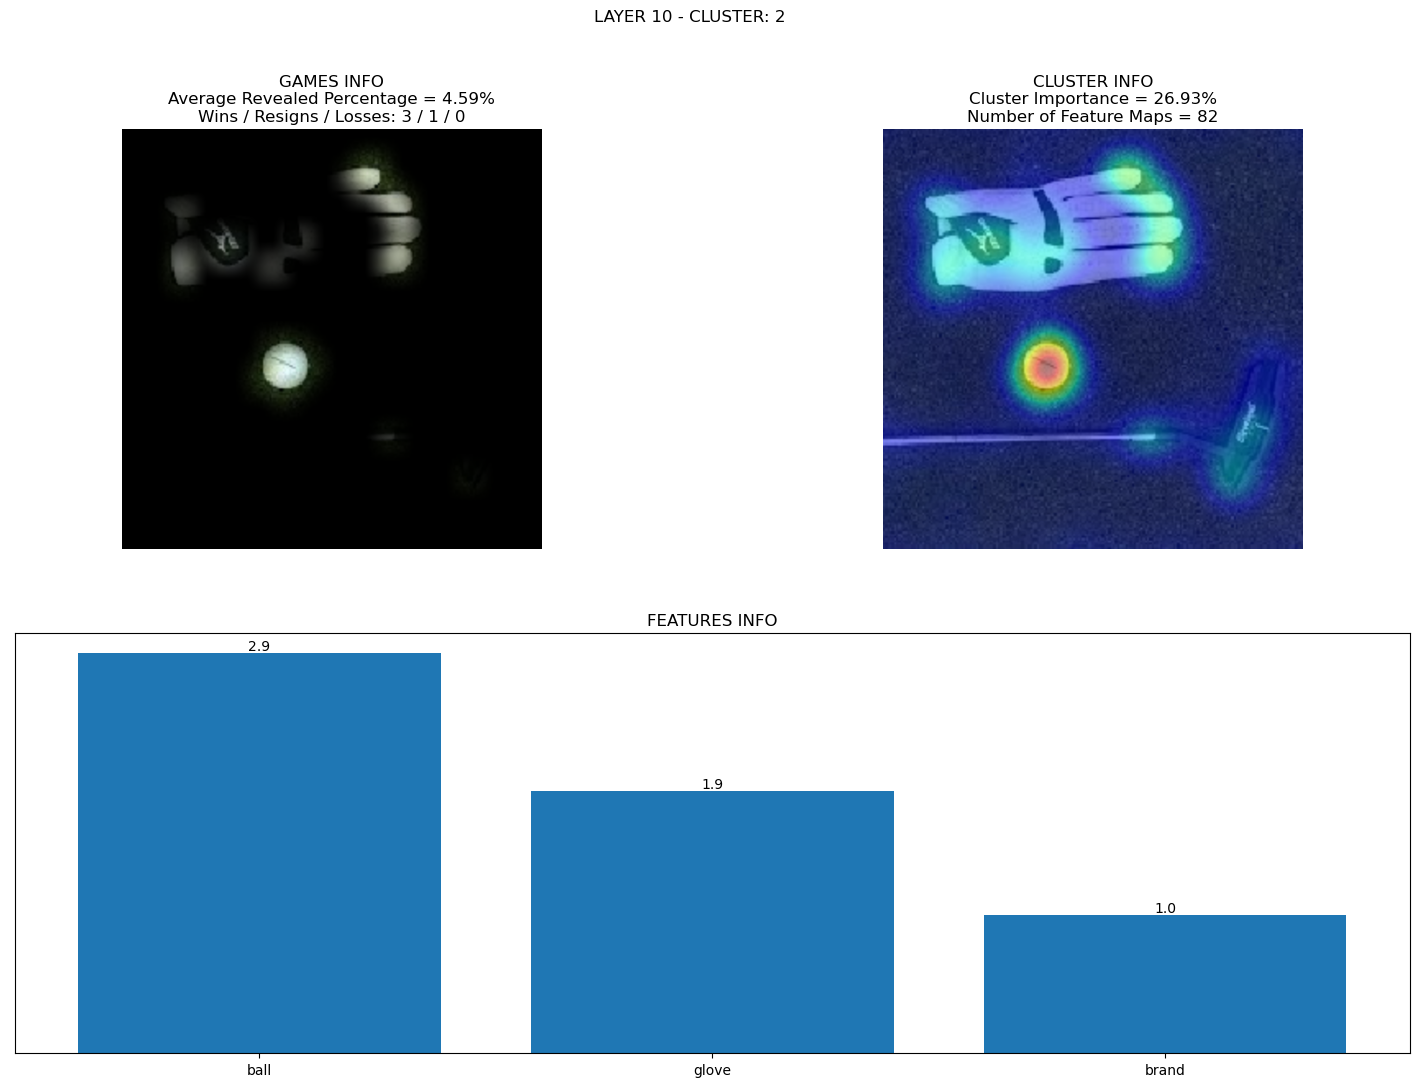 LAYER 10 - CLUSTER: 2
GAMES INFO
Average Revealed Percentage = 4.59%
Wins / Resigns / Losses: 3 / 1 / 0
CLUSTER INFO
Cluster Importance = 26.93%
Number of Feature Maps = 82
FEATURES INFO
2.9
1.9
1.0
ball
glove
brand